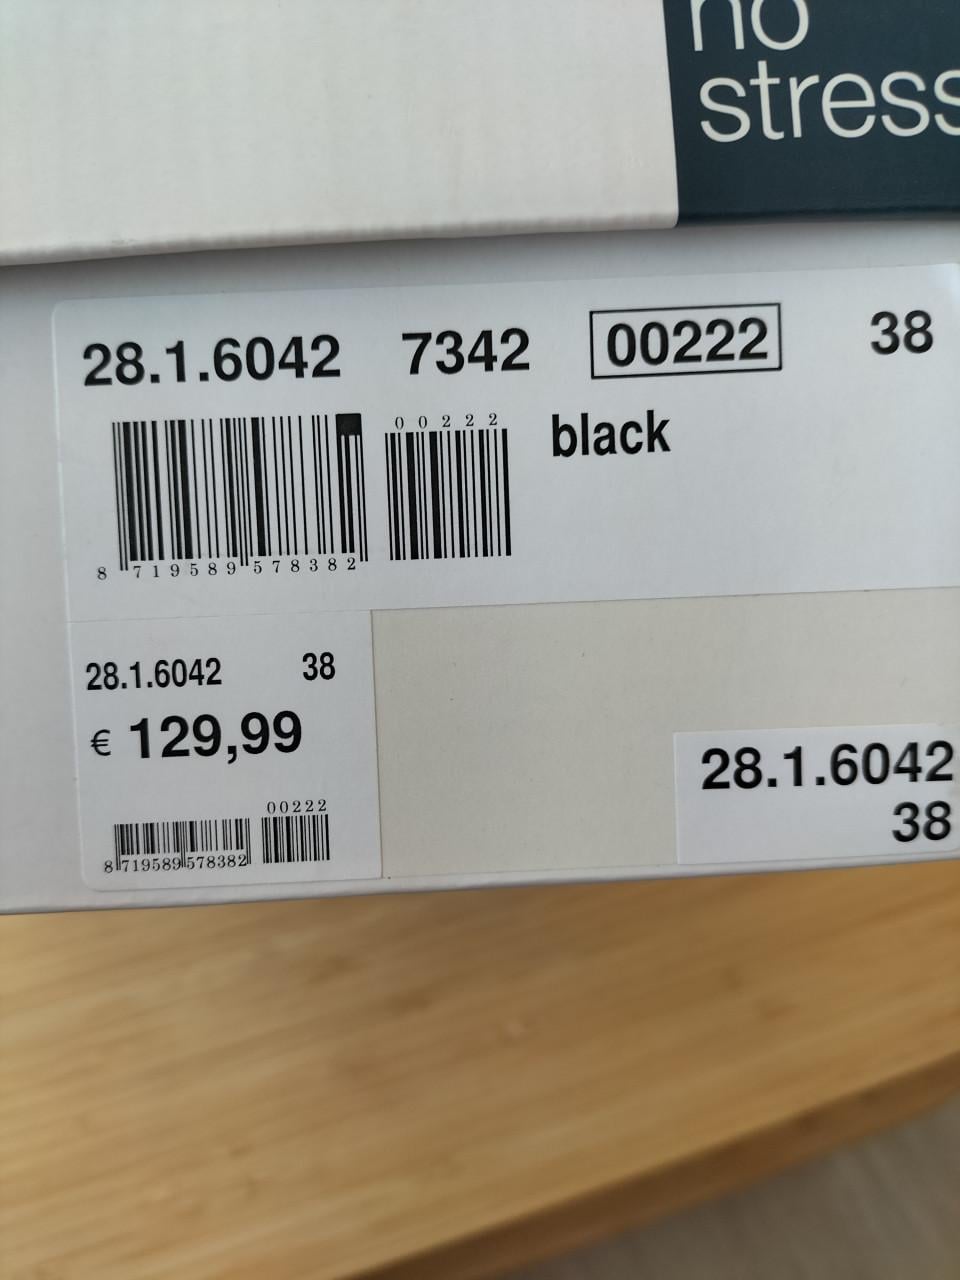 no
stress
28.1.6042 7342 00222 38
00222
black
8 719589 578382
28.1.6042 38
€ 129,99
00222
8 719589 578382
28.1.6042
38